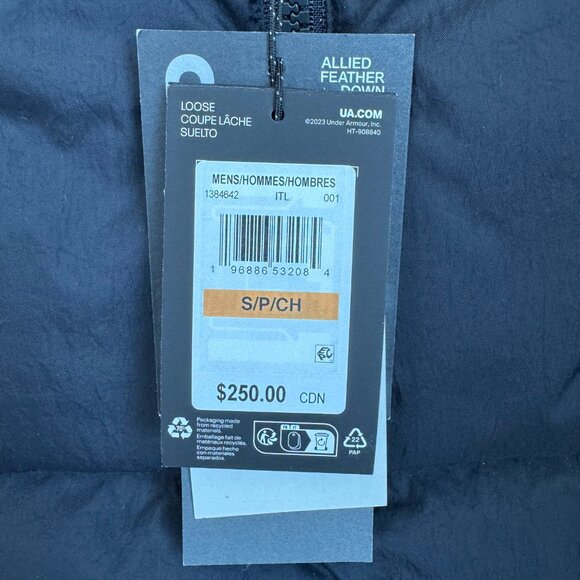 ALLIED
FEATHER
DOWN
LOOSE
COUPE LÂCHE
SUELTO
UA.COM
©2023 Under Armour, Inc.
HT-908840
MENS/HOMMES/HOMBRES
1384642 ITL 001
1 96886 53208 4
S/P/CH
$250.00 CDN
Packaging made
from recycled
materials.
Emballage fait de
matériaux recyclés.
Empaque hecho
con materiales
separados.
22
PAP